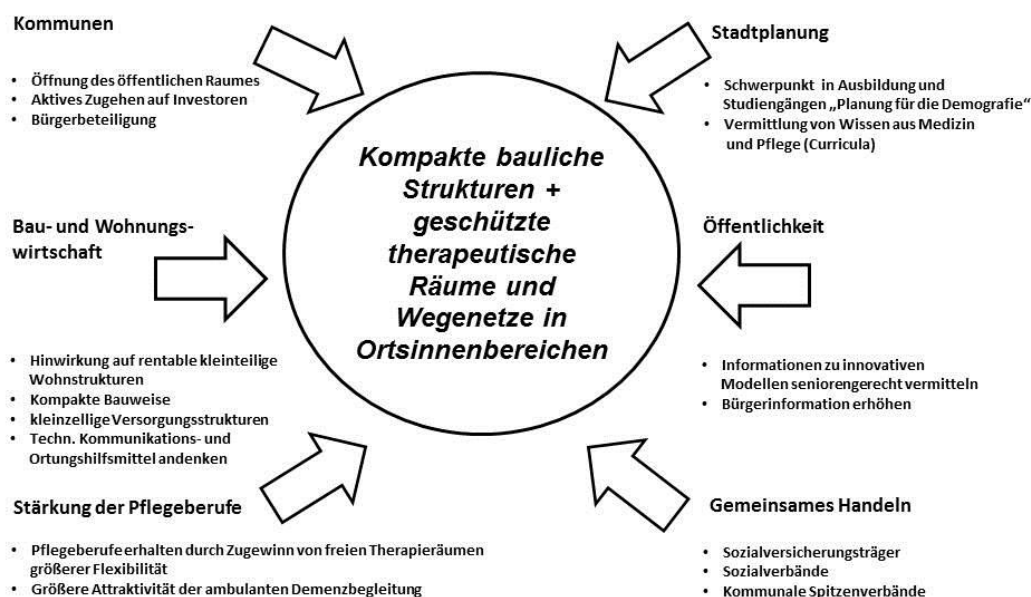 Kommunen
• Öffnung des öffentlichen Raumes
• Aktives Zugehen auf Investoren
• Bürgerbeteiligung
Stadtplanung
• Schwerpunkt in Ausbildung und
Studiengängen „Planung für die Demografie“
• Vermittlung von Wissen aus Medizin
und Pflege (Curricula)
Kompakte bauliche
Strukturen +
geschützte
therapeutische
Räume und
Wegenetze in
Ortsinnenbereichen
Bau- und Wohnungs-
wirtschaft
• Hinwirkung auf rentable kleinteilige
Wohnstrukturen
• Kompakte Bauweise
• kleinzellige Versorgungsstrukturen
• Techn. Kommunikations- und
Ortungshilfsmittel andenken
Öffentlichkeit
• Informationen zu innovativen
Modellen seniorengerecht vermitteln
• Bürgerinformation erhöhen
Stärkung der Pflegeberufe
• Pflegeberufe erhalten durch Zugewinn von freien Therapieräumen
größerer Flexibilität
• Größere Attraktivität der ambulanten Demenzbegleitung
Gemeinsames Handeln
• Sozialversicherungsträger
• Sozialverbände
• Kommunale Spitzenverbände